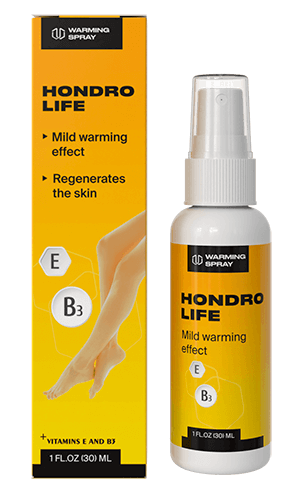 WARMING
SPRAY
HONDRO
LIFE
▸ Mild warming
effect
▸ Regenerates
the skin
E
B3
+VITAMINS E AND B3
1 FL.OZ (30) ML
WARMING
SPRAY
HONDRO
LIFE
Mild warming
effect
E
B3
1 FL.OZ (30) ML